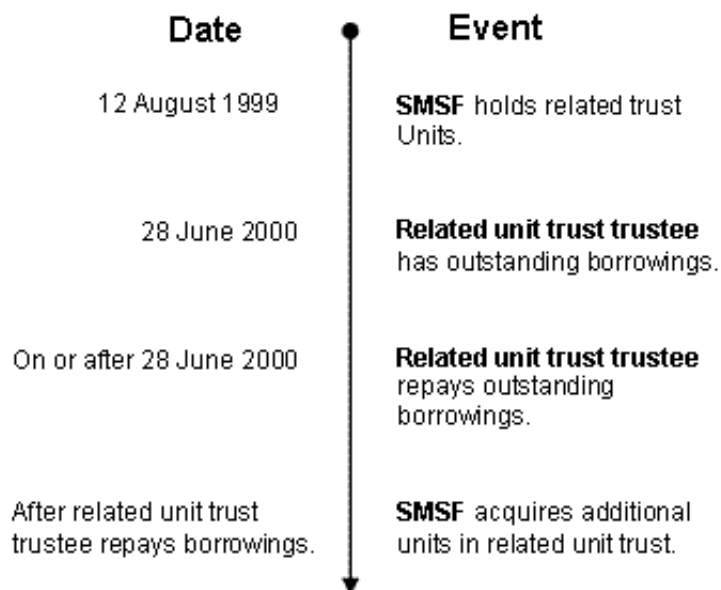 Date
Event
12 August 1999
SMSF holds related trust
Units.
28 June 2000
Related unit trust trustee
has outstanding borrowings.
On or after 28 June 2000
Related unit trust trustee
repays outstanding
borrowings.
After related unit trust
trustee repays borrowings.
SMSF acquires additional
units in related unit trust.